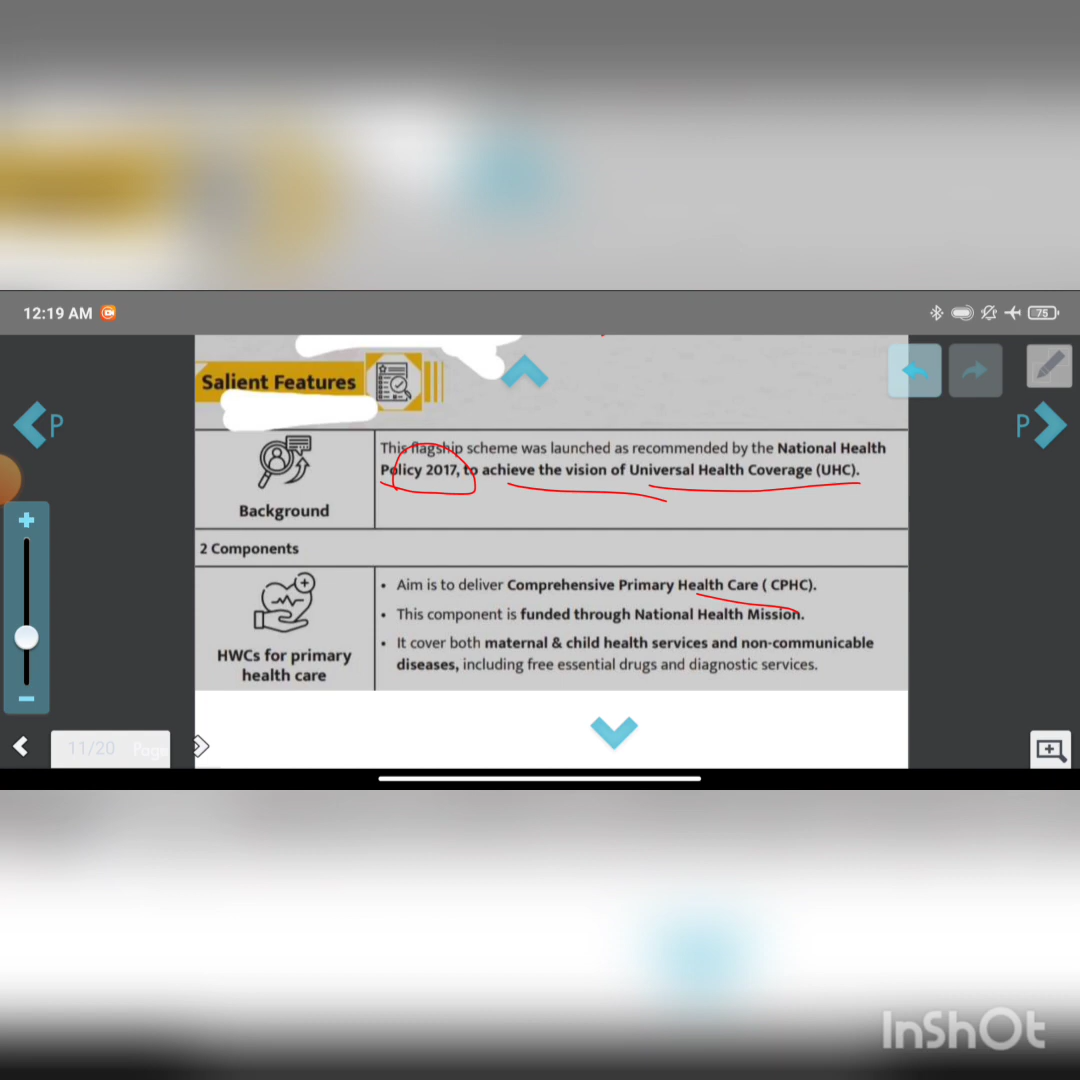 12:19 AM
75
Salient Features
P
P
This flagship scheme was launched as recommended by the National Health
Policy 2017, to achieve the vision of Universal Health Coverage (UHC).
Background
2 Components
• Aim is to deliver Comprehensive Primary Health Care ( CPHC).
• This component is funded through National Health Mission.
• It cover both maternal & child health services and non-communicable
diseases, including free essential drugs and diagnostic services.
HWCs for primary
health care
11/20 Page
InShOt